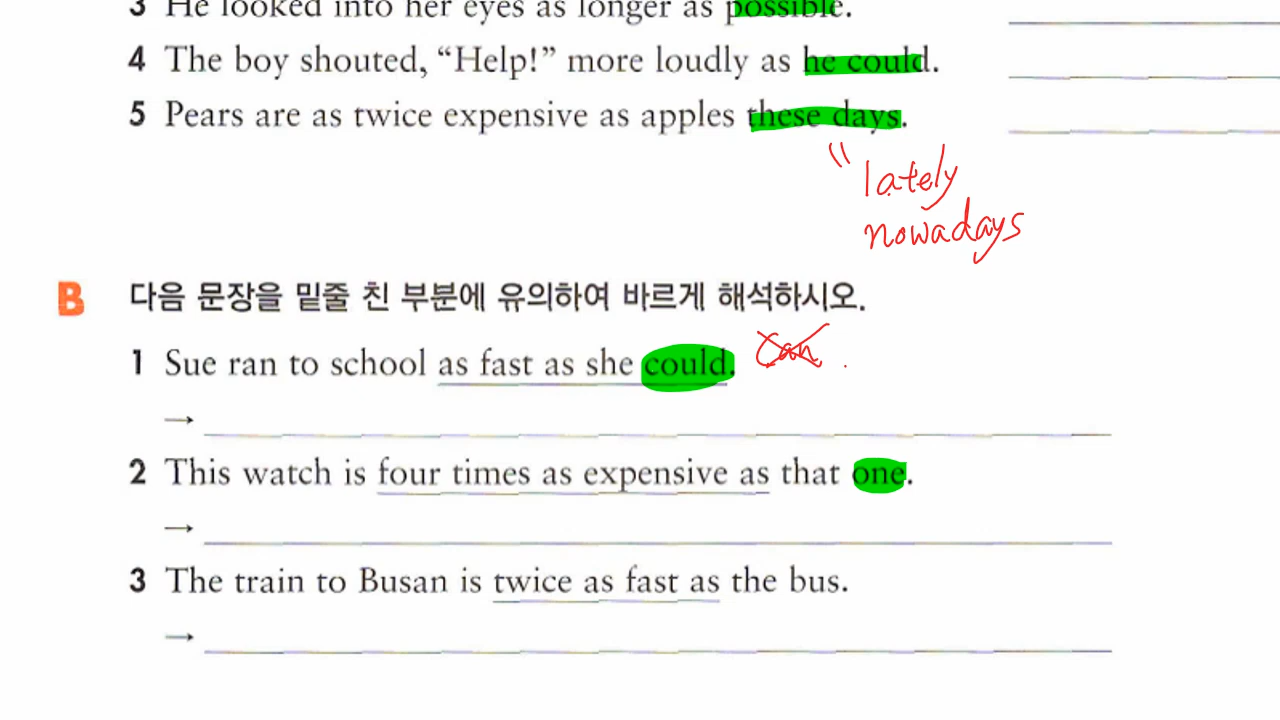 3 He looked into her eyes as longer as possible.
4 The boy shouted, “Help!” more loudly as he could.
5 Pears are as twice expensive as apples these days.
" lately
nowadays
B 다음 문장을 밑줄 친 부분에 유의하여 바르게 해석하시오.
1 Sue ran to school as fast as she could. can.
→
2 This watch is four times as expensive as that one.
→
3 The train to Busan is twice as fast as the bus.
→